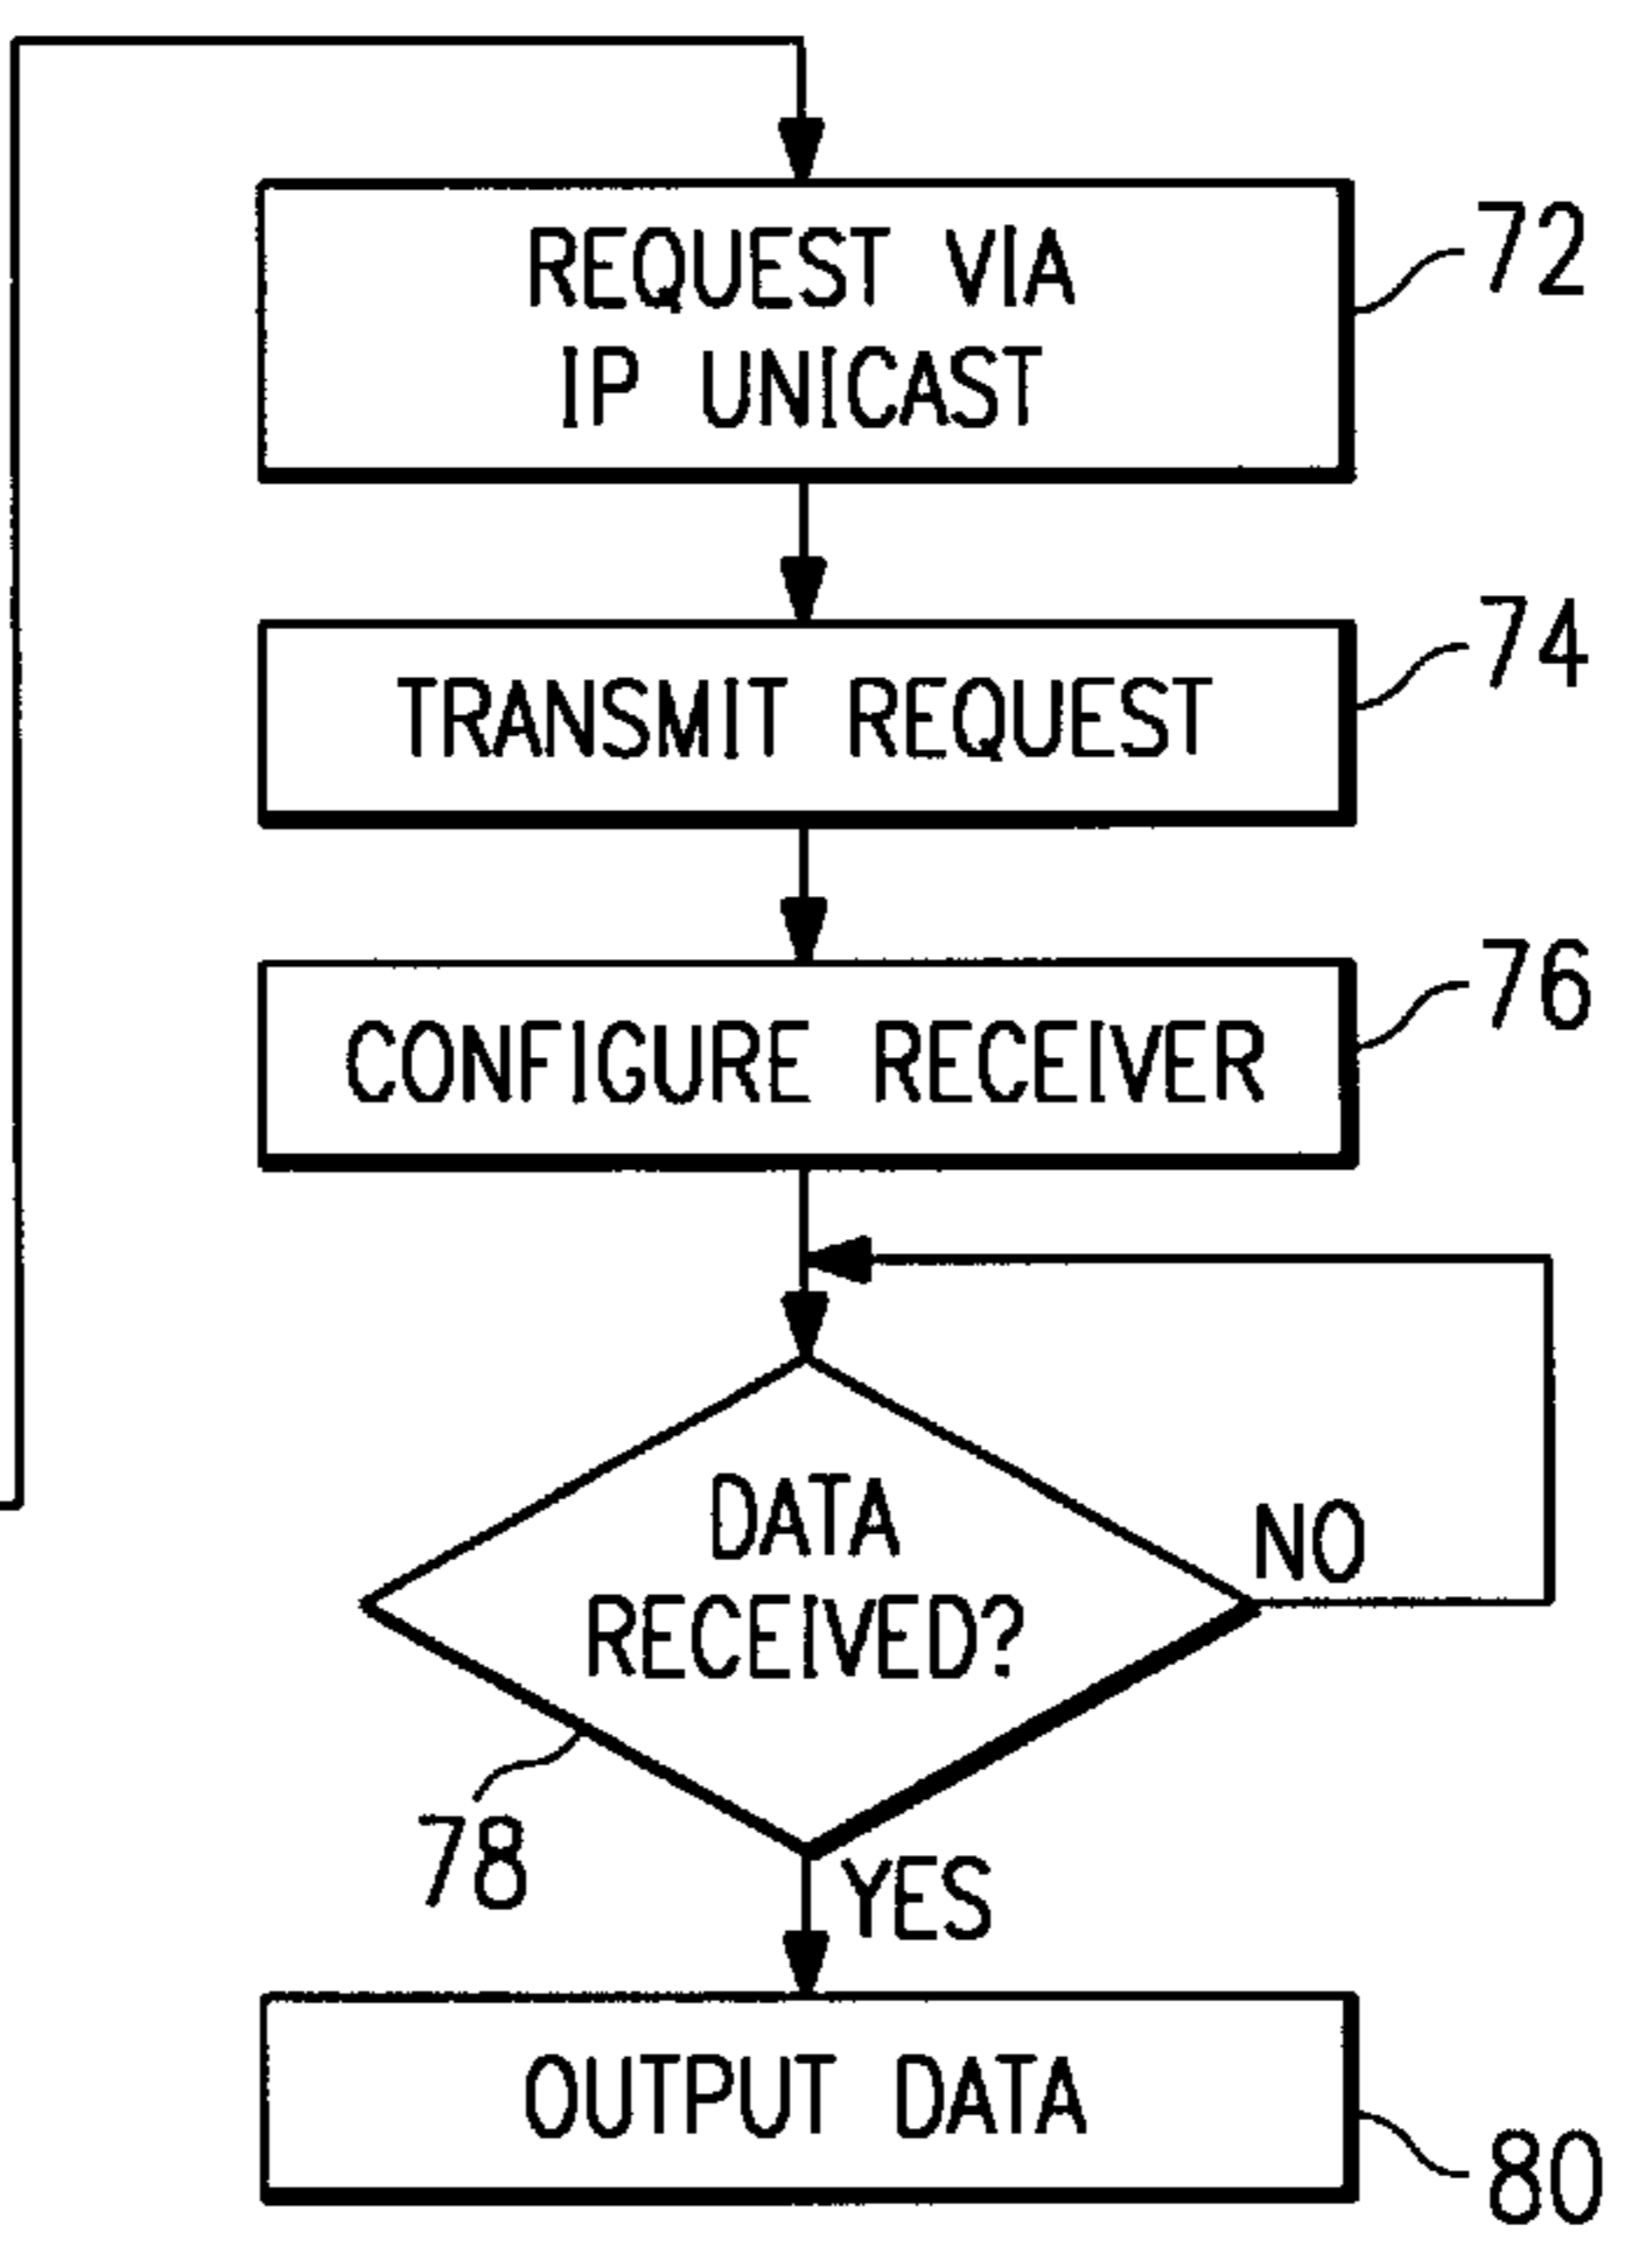 REQUEST VIA
IP UNICAST
72
TRANSMIT REQUEST
74
CONFIGURE RECEIVER
76
DATA
RECEIVED?
NO
78
YES
OUTPUT DATA
80